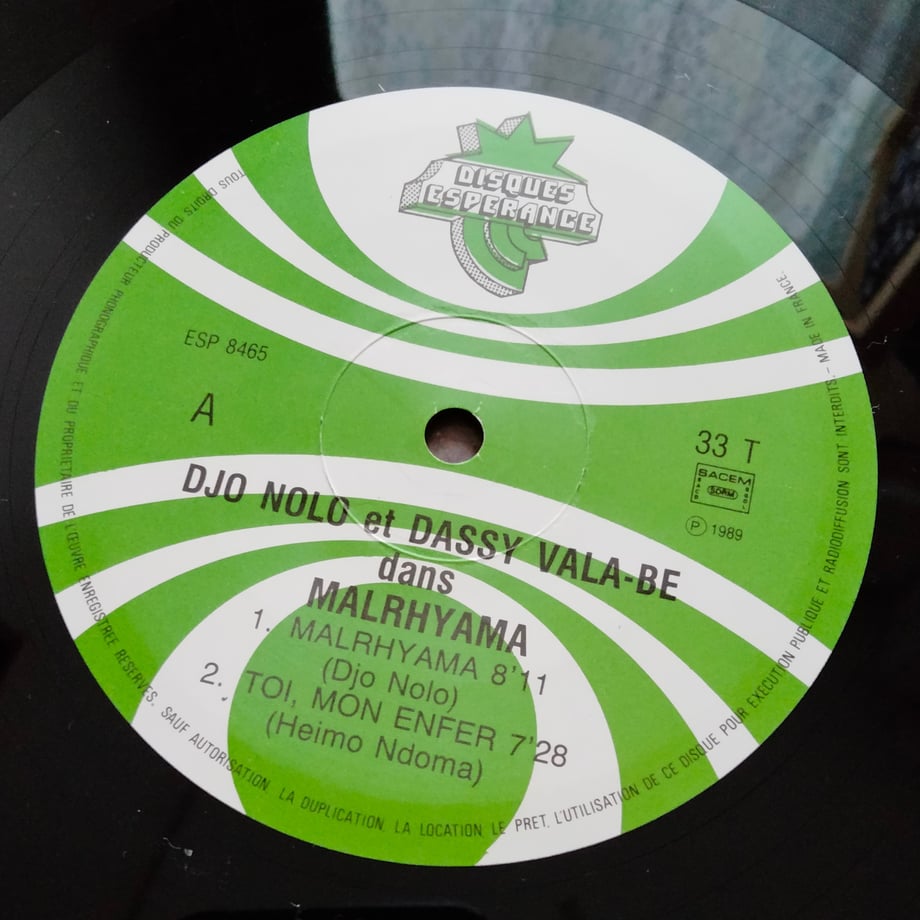 DISQUES
ESPERANCE
ESP 8465
A
33 T
SACEM
SDRM
Ⓟ 1989
DJO NOLO et DASSY VALA-BE
dans
MALRHYAMA
1. MALRHYAMA 8'11
(Djo Nolo)
2. TOI, MON ENFER 7'28
(Heimo Ndoma)
TOUS DROITS DU PRODUCTEUR PHONOGRAPHIQUE ET DU PROPRIETAIRE DE L'ŒUVRE ENREGISTREE RESERVES. SAUF AUTORISATION. LA DUPLICATION. LA LOCATION. LE PRET. L'UTILISATION DE CE DISQUE POUR EXECUTION PUBLIQUE ET RADIODIFFUSION SONT INTERDITS. – MADE IN FRANCE.